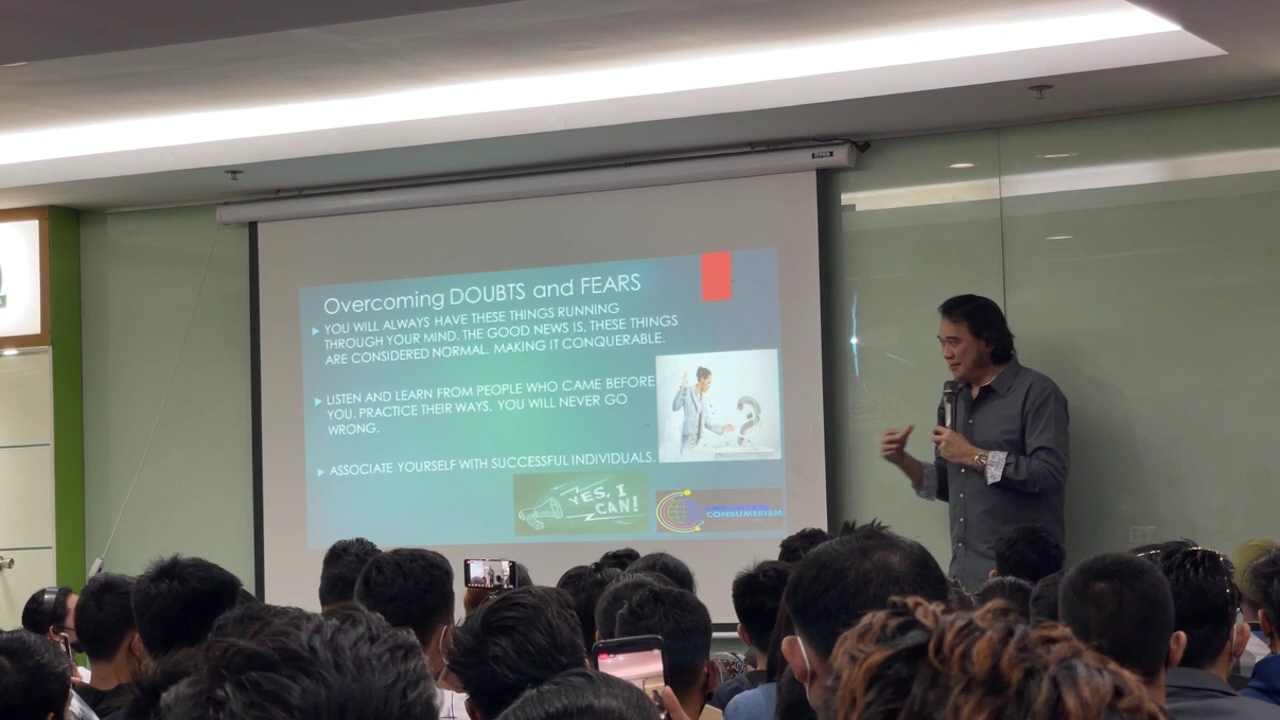 Overcoming DOUBTS and FEARS
YOU WILL ALWAYS HAVE THESE THINGS RUNNING
THROUGH YOUR MIND. THE GOOD NEWS IS, THESE THINGS
ARE CONSIDERED NORMAL. MAKING IT CONQUERABLE.
LISTEN AND LEARN FROM PEOPLE WHO CAME BEFORE
YOU. PRACTICE THEIR WAYS, YOU WILL NEVER GO
WRONG.
ASSOCIATE YOURSELF WITH SUCCESSFUL INDIVIDUALS.
YES, I
CAN!
CONSUMERISM